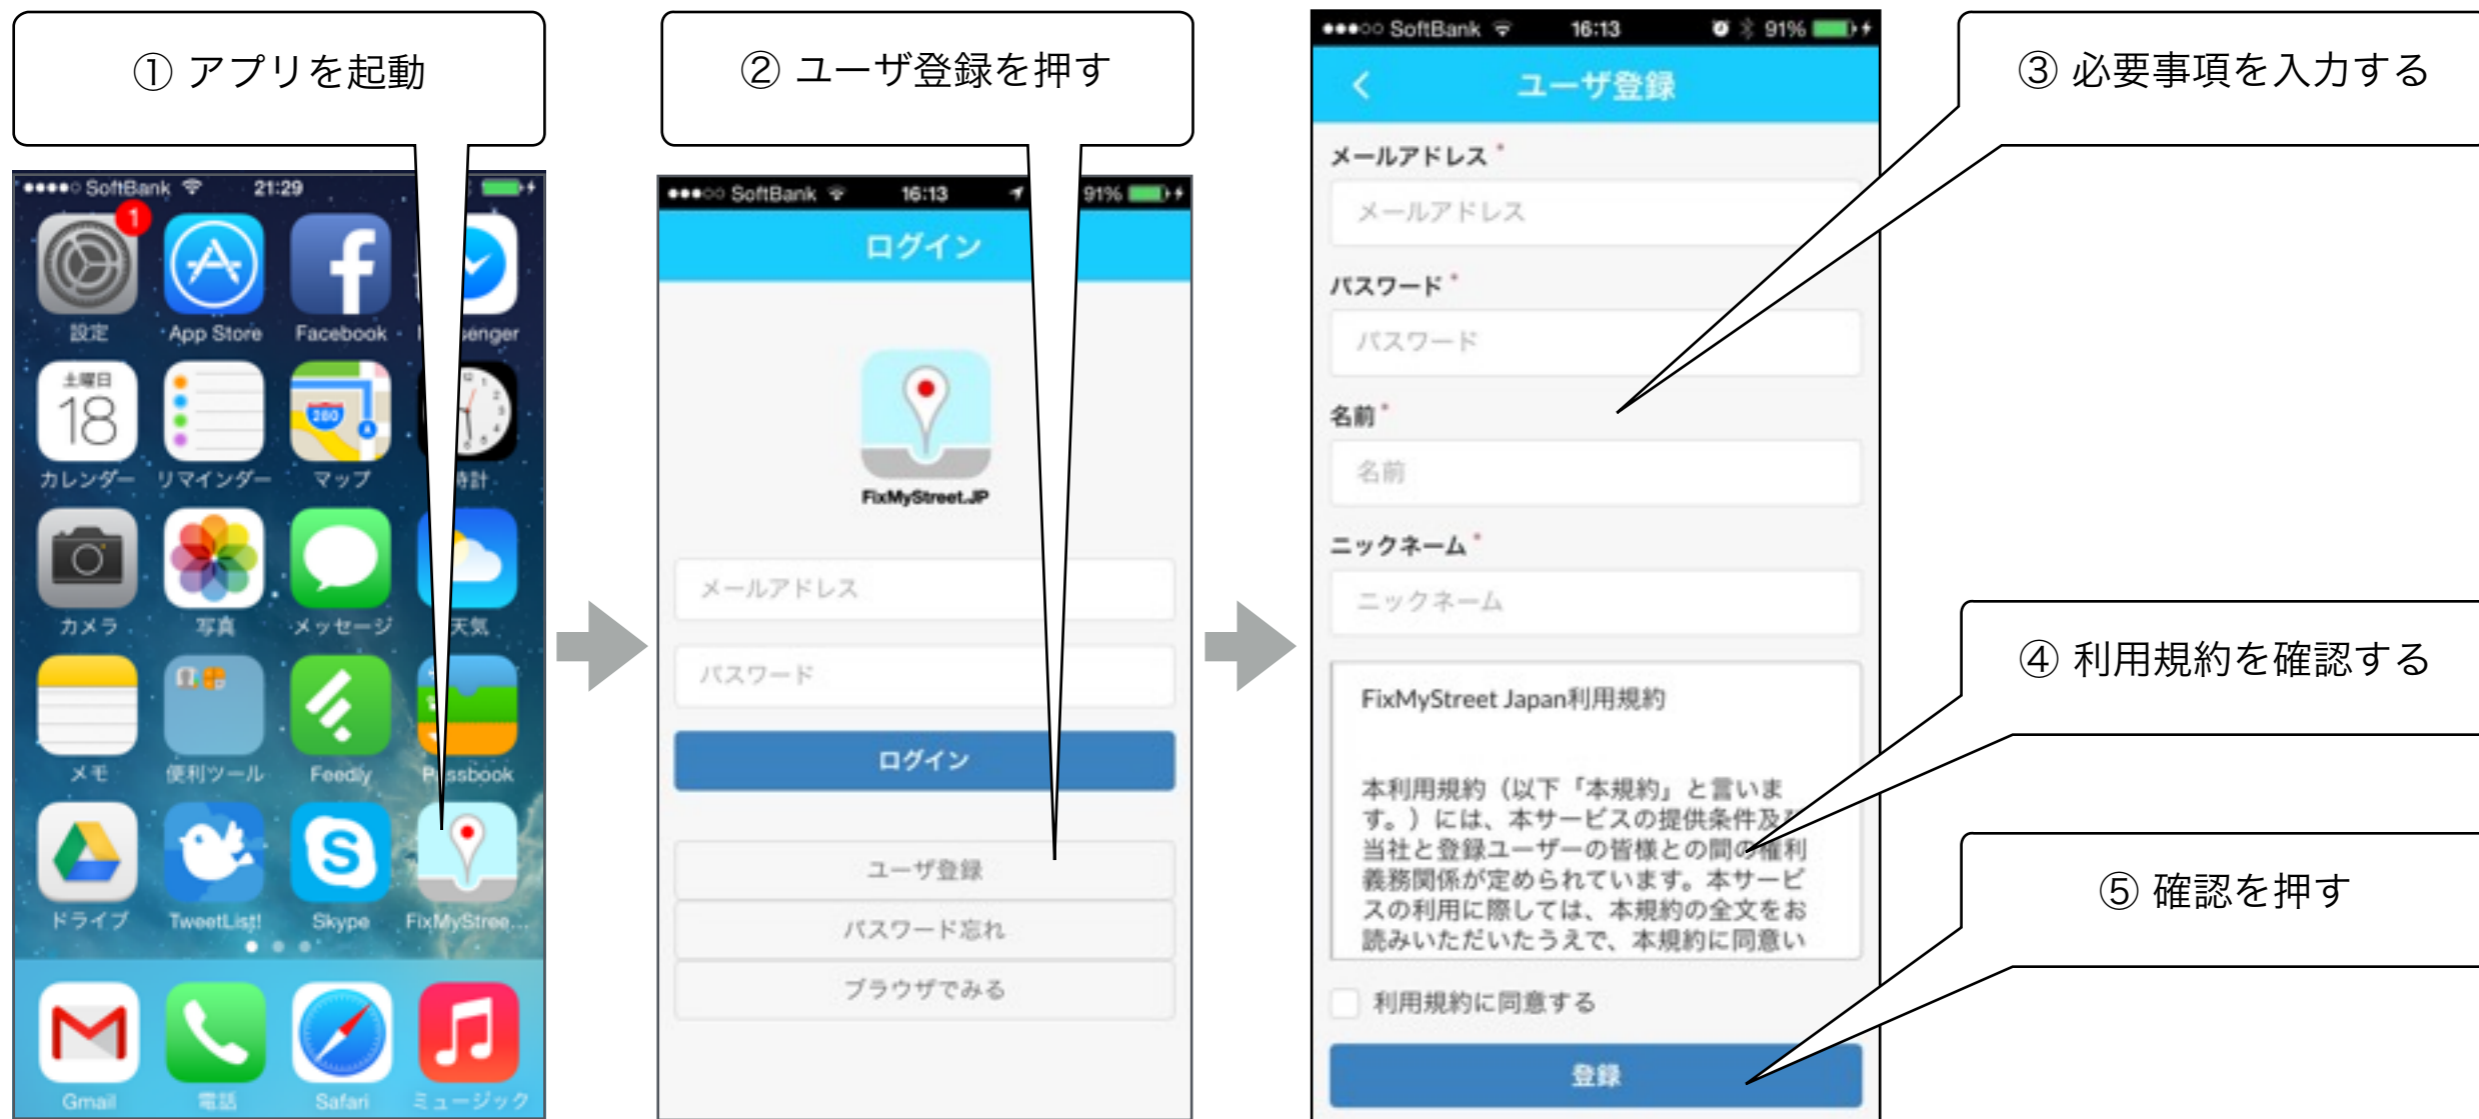 ① アプリを起動
② ユーザ登録を押す
③ 必要事項を入力する
④ 利用規約を確認する
⑤ 確認を押す
SoftBank 21:29
1
設定 App Store Facebook senger
土曜日
18
280
カレンダー リマインダー マップ 時計
カメラ 写真 メッセージ 天気
メモ 便利ツール Feedly Passbook
ドライブ TweetList! Skype FixMyStree...
Gmail 電話 Safari ミュージック
SoftBank 16:13 91%
ログイン
FixMyStreet.JP
メールアドレス
パスワード
ログイン
ユーザ登録
パスワード忘れ
ブラウザでみる
SoftBank 16:13 91%
ユーザ登録
メールアドレス *
メールアドレス
パスワード *
パスワード
名前 *
名前
ニックネーム *
ニックネーム
FixMyStreet Japan利用規約
本利用規約（以下「本規約」と言いま
す。）には、本サービスの提供条件及び
当社と登録ユーザーの皆様との間の権利
義務関係が定められています。本サービ
スの利用に際しては、本規約の全文をお
読みいただいたうえで、本規約に同意い
利用規約に同意する
登録